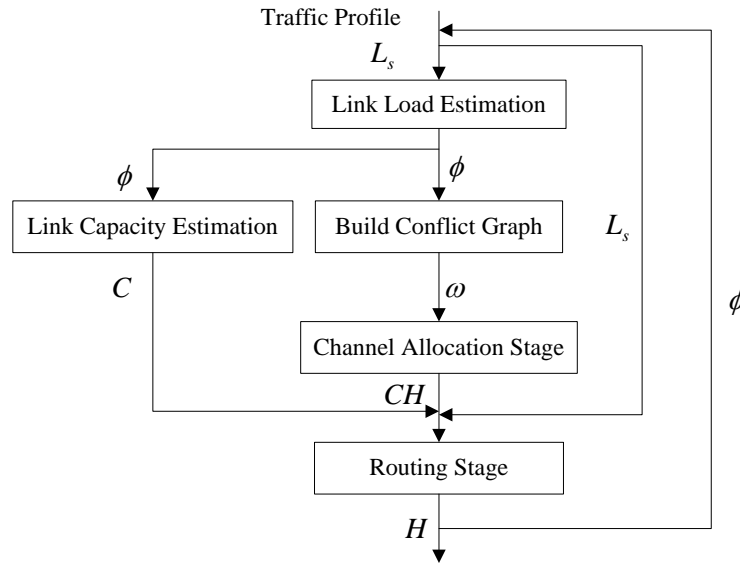 Traffic Profile
L_s
Link Load Estimation
ϕ
ϕ
Link Capacity Estimation
Build Conflict Graph
L_s
C
ω
ϕ
Channel Allocation Stage
CH
Routing Stage
H